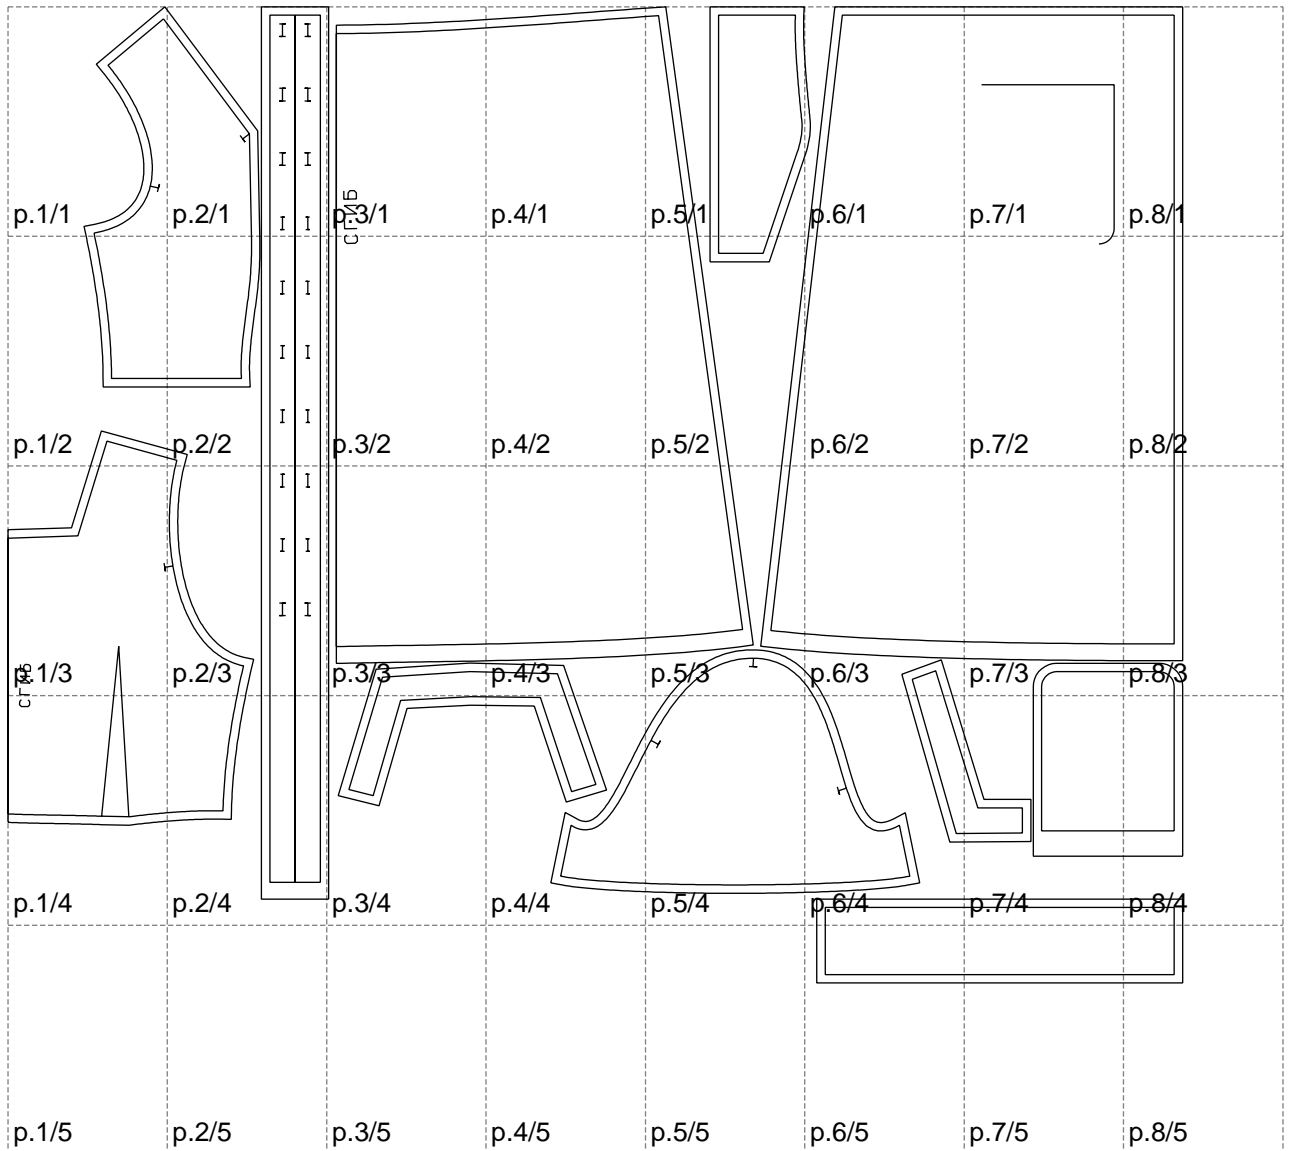 p.1/1 p.2/1 p.3/1 p.4/1 p.5/1 p.6/1 p.7/1 p.8/1
СГИБ
p.1/2 p.2/2 p.3/2 p.4/2 p.5/2 p.6/2 p.7/2 p.8/2
p.1/3 p.2/3 p.3/3 p.4/3 p.5/3 p.6/3 p.7/3 p.8/3
СГИБ
p.1/4 p.2/4 p.3/4 p.4/4 p.5/4 p.6/4 p.7/4 p.8/4
p.1/5 p.2/5 p.3/5 p.4/5 p.5/5 p.6/5 p.7/5 p.8/5